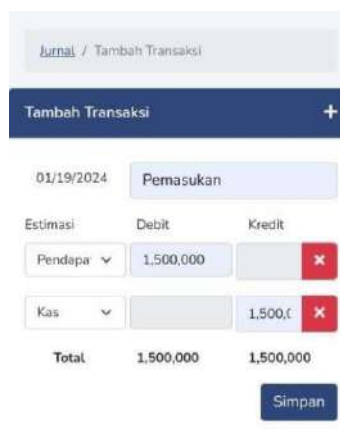 Jurnal / Tambah Transaksi
Tambah Transaksi +
01/19/2024 Pemasukan
Estimasi Debit Kredit
Pendapa 1,500,000 ×
Kas 1,500,( ×
Total 1,500,000 1,500,000
Simpan